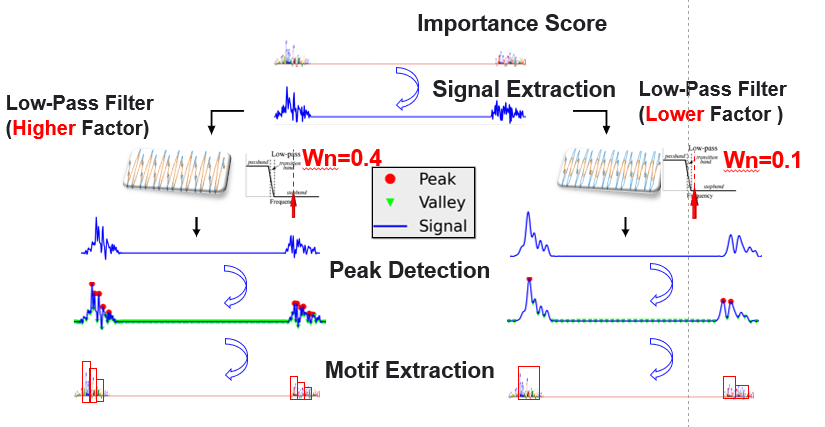 Importance Score
Signal Extraction
Low-Pass Filter
(Higher Factor)
Low-Pass Filter
(Lower Factor )
Low-pass
passband
transition
band
stopband
Frequency
Wn=0.4
Peak
Valley
Signal
Low-pass
passband
transition
band
stopband
Frequency
Wn=0.1
Peak Detection
Motif Extraction